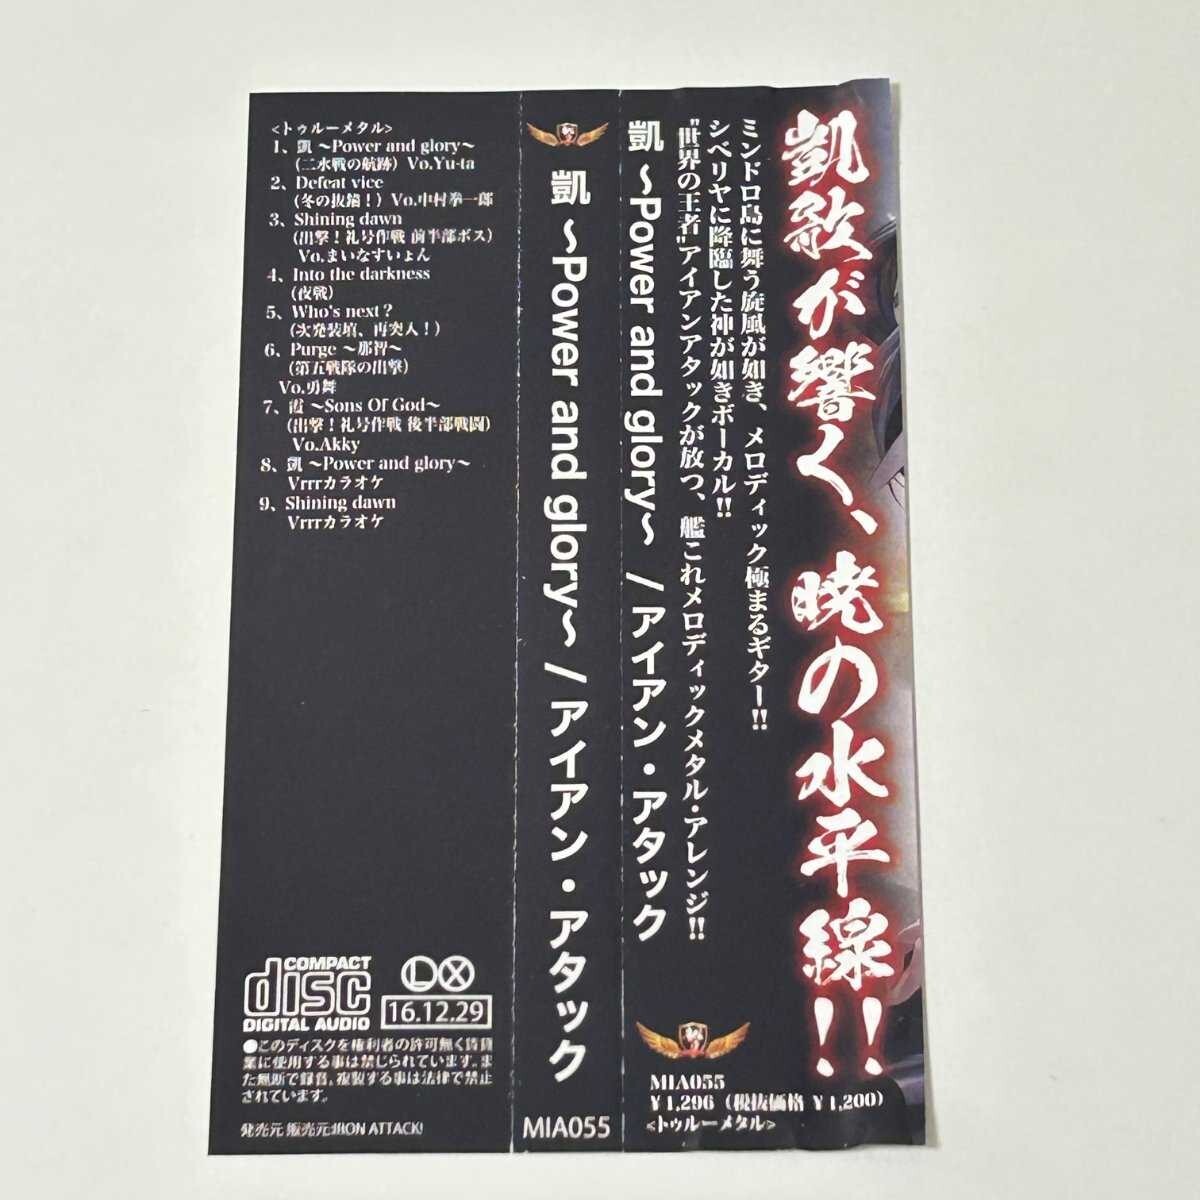 <トゥルーメタル>
1、凱 ～Power and glory～
(二水戦の航跡) Vo.Yu-ta
2、Defeat vice
(冬の抜錨！) Vo.中村拳一郎
3、Shining dawn
(出撃！礼号作戦 前半部ボス)
Vo.まいなすいょん
4、Into the darkness
(夜戦)
5、Who's next？
(次発装填、再突入！)
6、Purge ～那智～
(第五戦隊の出撃)
Vo.勇舞
7、霞 ～Sons Of God～
(出撃！礼号作戦 後半部戦闘)
Vo.Akky
8、凱 ～Power and glory～
Vrrrカラオケ
9、Shining dawn
Vrrrカラオケ
COMPACT
disc
DIGITAL AUDIO
L X
16.12.29
●このディスクを権利者の許可無く賃貸
業に使用する事は禁じられています。ま
た無断で録音、複製する事は法律で禁止
されています。
発売元 販売元:IRON ATTACK!
凱 ～Power and glory～ / アイアン・アタック
MIA055
凱 ～Power and glory～ / アイアン・アタック
凱歌が響く、暁の水平線!!
ミンドロ島に舞う旋風が如き、メロディック極まるギター!!
シベリヤに降臨した神が如きボーカル!!
"世界の王者"アイアンアタックが放つ、艦これメロディックメタル・アレンジ!!
MIA055
￥1,296 (税抜価格 ￥1,200)
<トゥルーメタル>